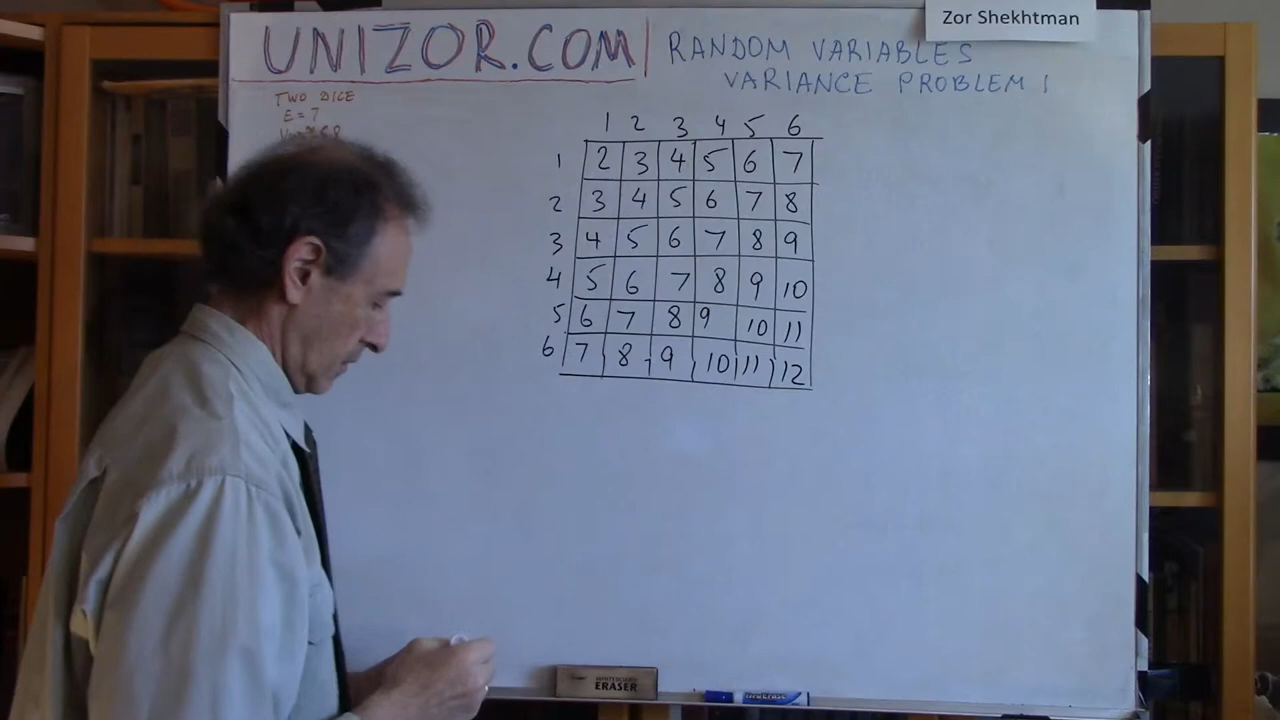 Zor Shekhtman
UNIZOR.COM
RANDOM VARIABLES
VARIANCE PROBLEM 1
TWO DICE
E = 7
1 2 3 4 5 6
1 2 3 4 5 6 7
2 3 4 5 6 7 8
3 4 5 6 7 8 9
4 5 6 7 8 9 10
5 6 7 8 9 10 11
6 7 8 9 10 11 12
ERASER